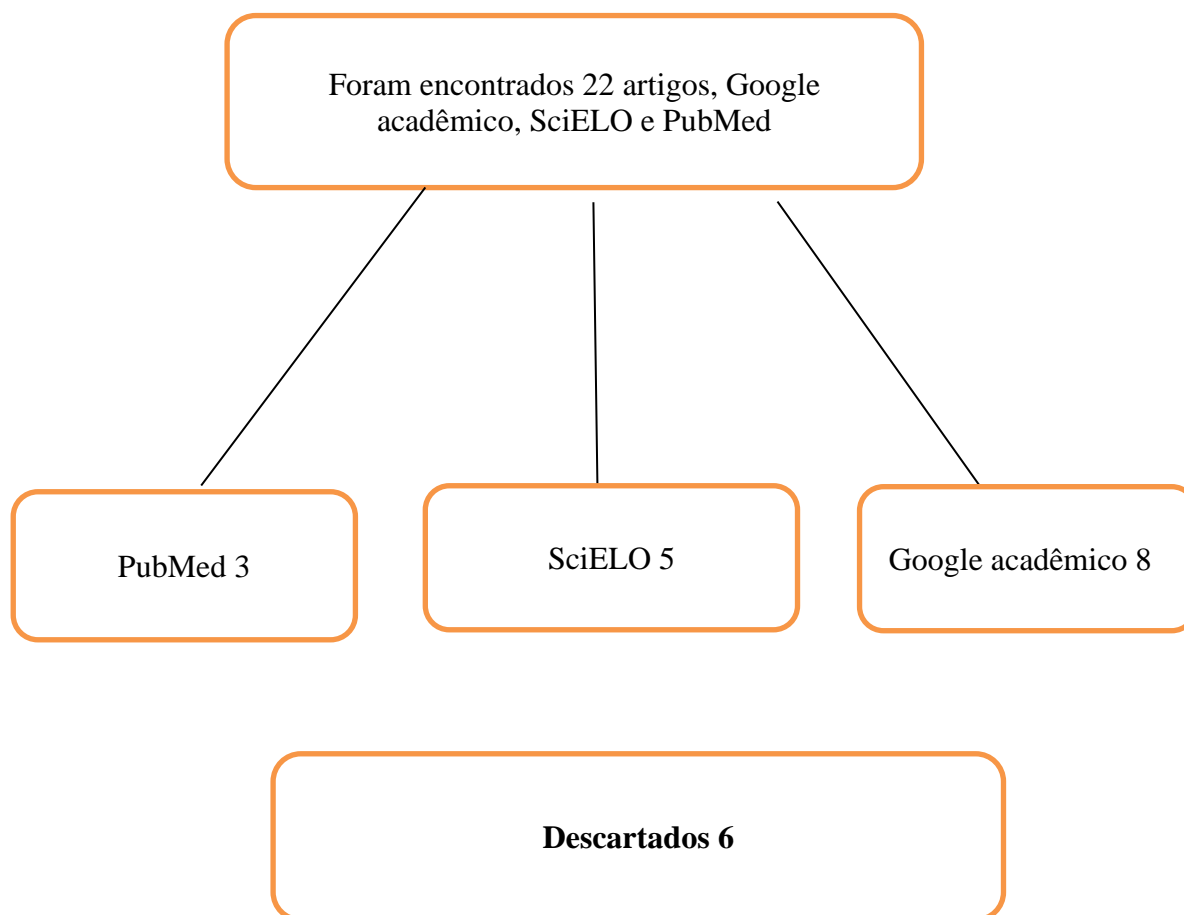 Foram encontrados 22 artigos, Google
acadêmico, SciELO e PubMed
PubMed 3
SciELO 5
Google acadêmico 8
Descartados 6